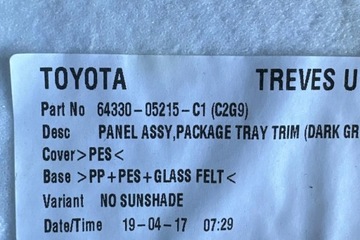 TOYOTA TREVES U
Part No 64330-05215-C1 (C2G9)
Desc PANEL ASSY,PACKAGE TRAY TRIM (DARK GR
Cover>PES<
Base >PP+PES+GLASS FELT<
Variant NO SUNSHADE
Date/Time 19-04-17 07:29